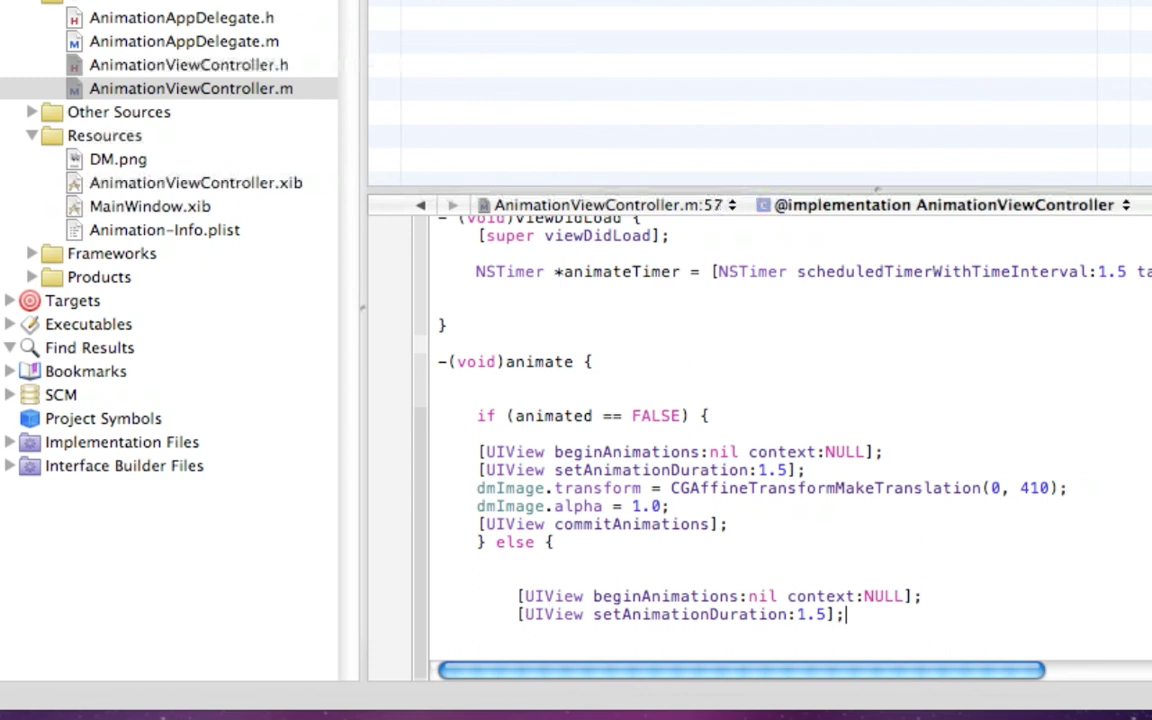 AnimationAppDelegate.h
AnimationAppDelegate.m
AnimationViewController.h
AnimationViewController.m
Other Sources
Resources
DM.png
AnimationViewController.xib
MainWindow.xib
Animation-Info.plist
Frameworks
Products
Targets
Executables
Find Results
Bookmarks
SCM
Project Symbols
Implementation Files
Interface Builder Files
AnimationViewController.m:57 @implementation AnimationViewController
- (void)viewDidLoad {
[super viewDidLoad];
NSTimer *animateTimer = [NSTimer scheduledTimerWithTimeInterval:1.5 ta
}
-(void)animate {
if (animated == FALSE) {
[UIView beginAnimations:nil context:NULL];
[UIView setAnimationDuration:1.5];
dmImage.transform = CGAffineTransformMakeTranslation(0, 410);
dmImage.alpha = 1.0;
[UIView commitAnimations];
} else {
[UIView beginAnimations:nil context:NULL];
[UIView setAnimationDuration:1.5];